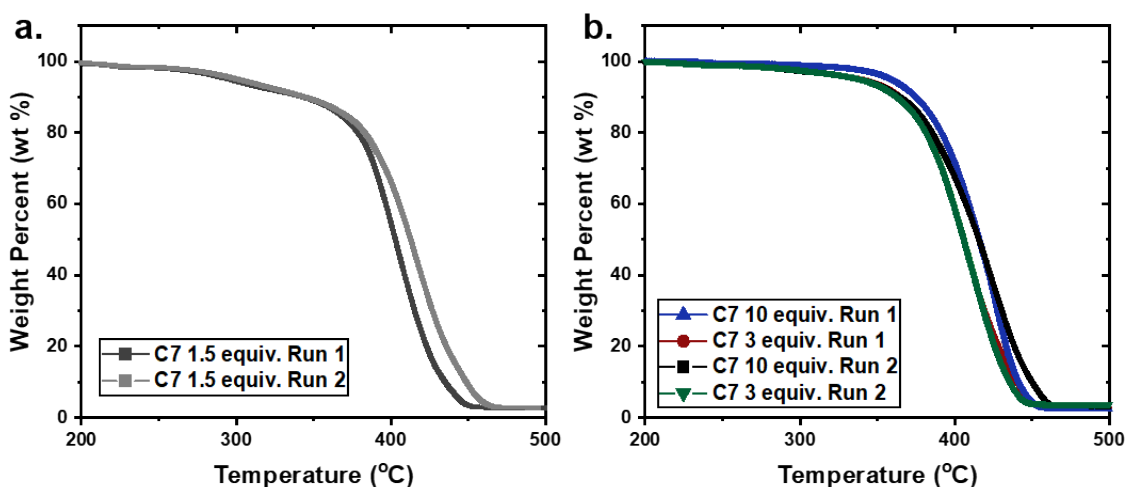 a.
100
80
60
40
20
0
Weight Percent (wt %)
C7 1.5 equiv. Run 1
C7 1.5 equiv. Run 2
200
300
400
500
Temperature (°C)
b.
100
80
60
40
20
0
Weight Percent (wt %)
C7 10 equiv. Run 1
C7 3 equiv. Run 1
C7 10 equiv. Run 2
C7 3 equiv. Run 2
200
300
400
500
Temperature (°C)